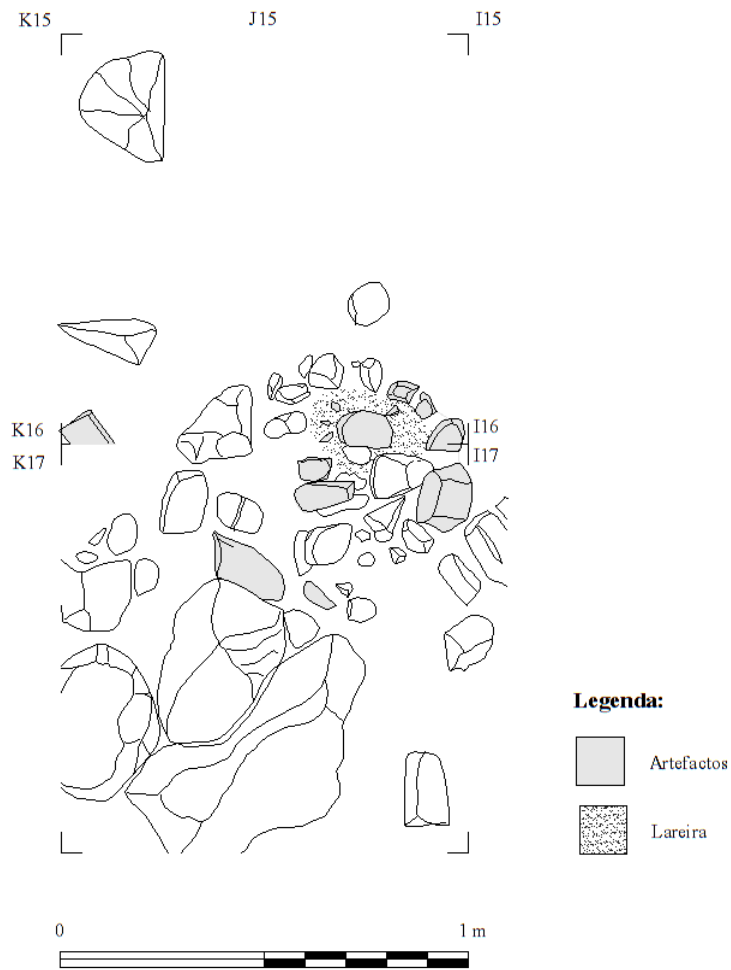 K15 J15 I15
K16 I16
K17 I17
Legenda:
Artefactos
Lareira
0 1 m